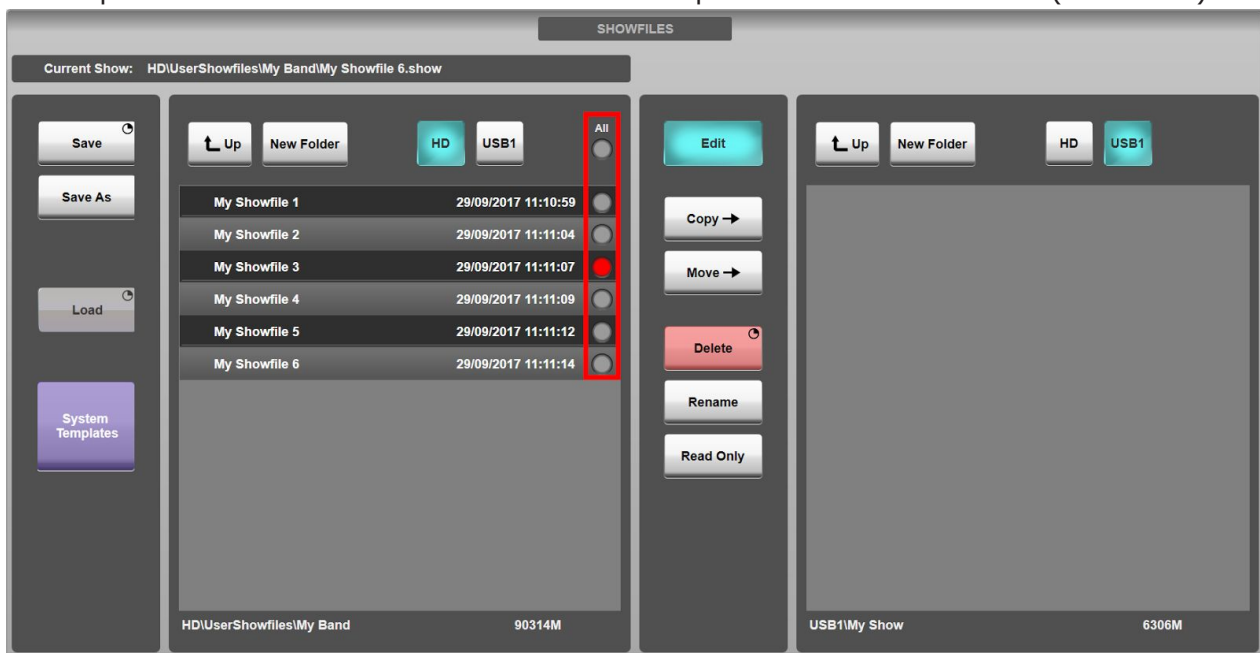 SHOWFILES
Current Show: HD\UserShowfiles\My Band\My Showfile 6.show
Save
Save As
Load
System
Templates
Up New Folder HD USB1 All
My Showfile 1 29/09/2017 11:10:59
My Showfile 2 29/09/2017 11:11:04
My Showfile 3 29/09/2017 11:11:07
My Showfile 4 29/09/2017 11:11:09
My Showfile 5 29/09/2017 11:11:12
My Showfile 6 29/09/2017 11:11:14
HD\UserShowfiles\My Band 90314M
Edit
Copy →
Move →
Delete
Rename
Read Only
Up New Folder HD USB1
USB1\My Show 6306M